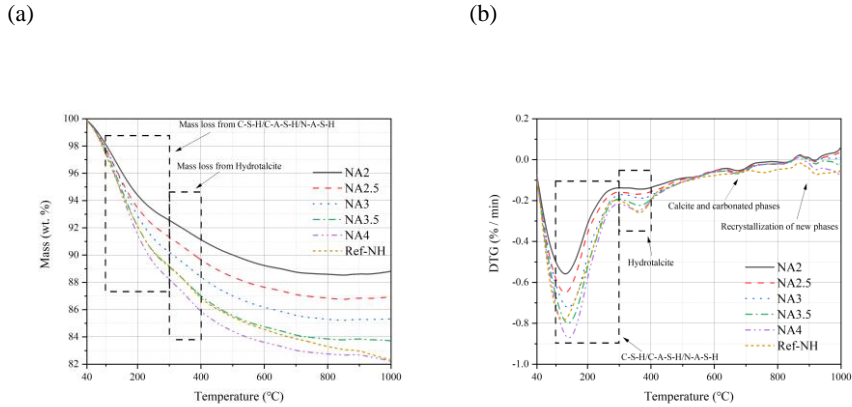 (a)
(b)
Mass loss from C-S-H/C-A-S-H/N-A-S-H
Mass loss from Hydrotalcite
NA2
NA2.5
NA3
NA3.5
NA4
Ref-NH
100
98
96
94
92
90
88
86
84
82
Mass (wt. %)
40
200
400
600
800
1000
Temperature (°C)
0.2
0.0
-0.2
-0.4
-0.6
-0.8
-1.0
DTG (% / min)
Calcite and carbonated phases
Recrystallization of new phases
Hydrotalcite
NA2
NA2.5
NA3
NA3.5
NA4
Ref-NH
C-S-H/C-A-S-H/N-A-S-H
40
200
400
600
800
1000
Temperature (°C)